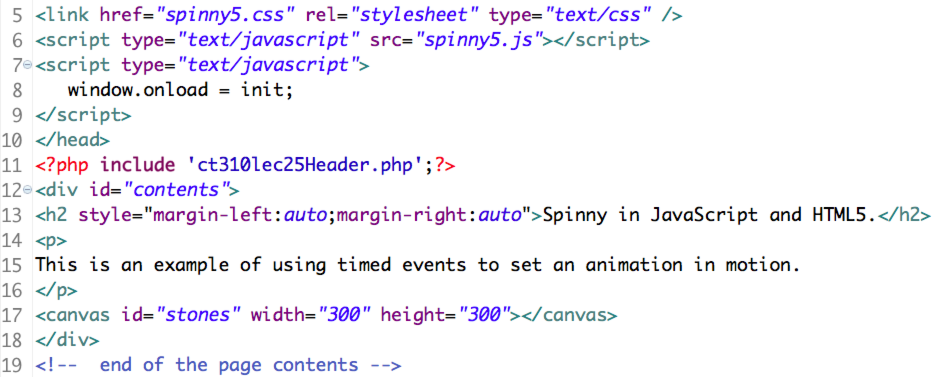 5 <link href="spinny5.css" rel="stylesheet" type="text/css" />
6 <script type="text/javascript" src="spinny5.js"></script>
7 <script type="text/javascript">
8    window.onload = init;
9 </script>
10 </head>
11 <?php include 'ct310lec25Header.php';?>
12 <div id="contents">
13 <h2 style="margin-left:auto;margin-right:auto">Spinny in JavaScript and HTML5.</h2>
14 <p>
15 This is an example of using timed events to set an animation in motion.
16 </p>
17 <canvas id="stones" width="300" height="300"></canvas>
18 </div>
19 <!--  end of the page contents -->